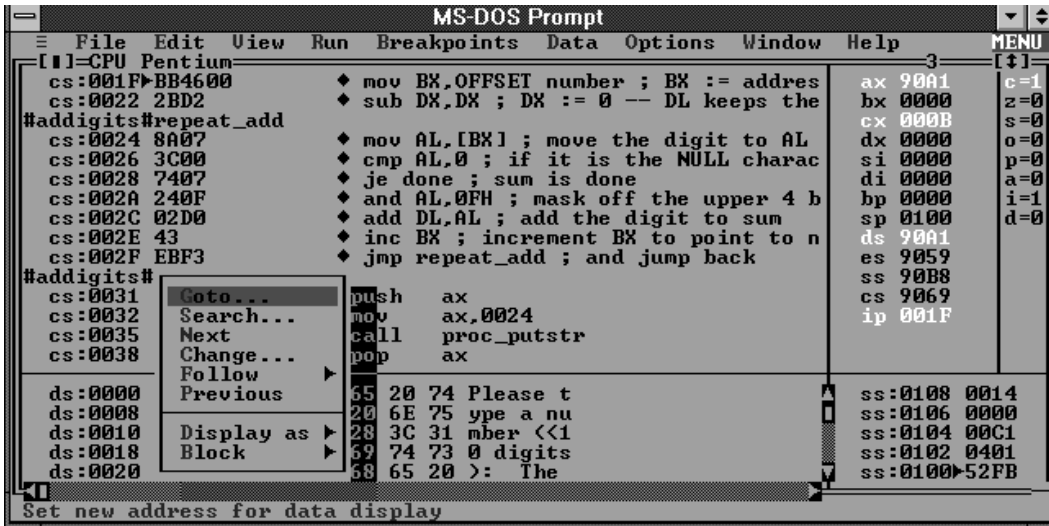 MS-DOS Prompt
≡ File Edit View Run Breakpoints Data Options Window Help MENU
[■]=CPU Pentium 3 [↕]
cs:001F►BB4600 ♦ mov BX,OFFSET number ; BX := addres ax 90A1 c=1
cs:0022 2BD2 ♦ sub DX,DX ; DX := 0 -- DL keeps the bx 0000 z=0
#addigits#repeat_add cx 000B s=0
cs:0024 8A07 ♦ mov AL,[BX] ; move the digit to AL dx 0000 o=0
cs:0026 3C00 ♦ cmp AL,0 ; if it is the NULL charac si 0000 p=0
cs:0028 7407 ♦ je done ; sum is done di 0000 a=0
cs:002A 240F ♦ and AL,0FH ; mask off the upper 4 b bp 0000 i=1
cs:002C 02D0 ♦ add DL,AL ; add the digit to sum sp 0100 d=0
cs:002E 43 ♦ inc BX ; increment BX to point to n ds 90A1
cs:002F EBF3 ♦ jmp repeat_add ; and jump back es 9059
#addigits# ss 90B8
cs:0031 Goto... push ax cs 9069
cs:0032 Search... mov ax,0024 ip 001F
cs:0035 Next call proc_putstr
cs:0038 Change... pop ax
Follow ►
ds:0000 Previous 65 20 74 Please t ss:0108 0014
ds:0008 20 6E 75 ype a nu ss:0106 0000
ds:0010 Display as ► 28 3C 31 mber <<1 ss:0104 00C1
ds:0018 Block ► 69 74 73 0 digits ss:0102 0401
ds:0020 68 65 20 ): The ss:0100►52FB
Set new address for data display